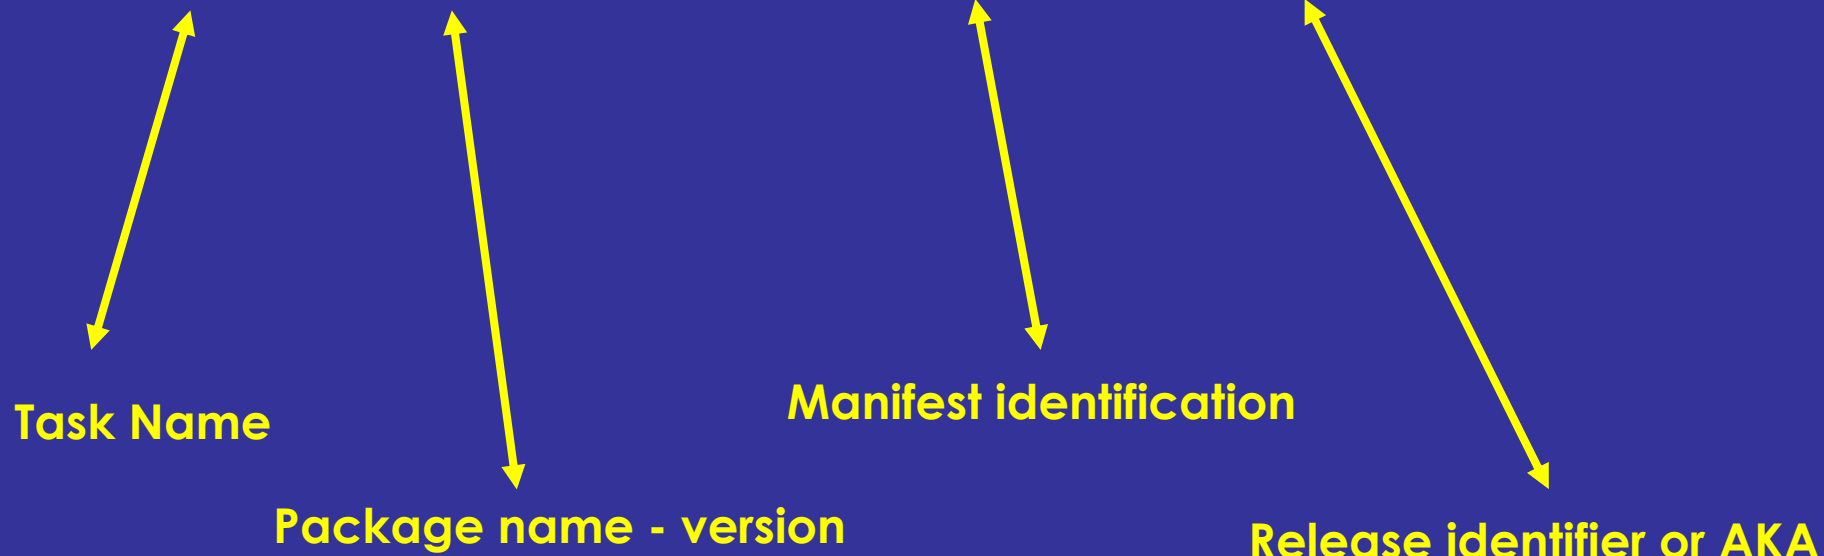 Task Name
Manifest identification
Package name - version
Release identifier or AKA